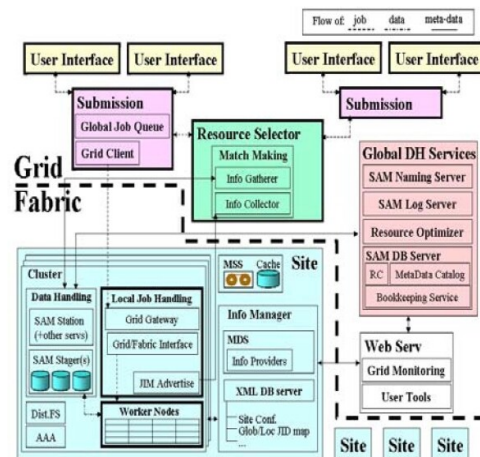 Flow of: job data meta-data
User Interface
User Interface
User Interface
User Interface
Submission
Global Job Queue
Grid Client
Submission
Resource Selector
Match Making
Info Gatherer
Info Collector
Global DH Services
SAM Naming Server
SAM Log Server
Resource Optimizer
SAM DB Server
RC MetaData Catalog
Bookkeeping Service
Grid
Fabric
Site
Cluster
Data Handling
SAM Station
(+other servs)
SAM Stager(s)
Dist.FS
AAA
Local Job Handling
Grid Gateway
Grid/Fabric Interface
JIM Advertise
Worker Nodes
MSS Cache
Info Manager
MDS
Info Providers
XML DB server
Site Conf.
Glob/Loc JID map
...
Web Serv
Grid Monitoring
User Tools
Site Site Site